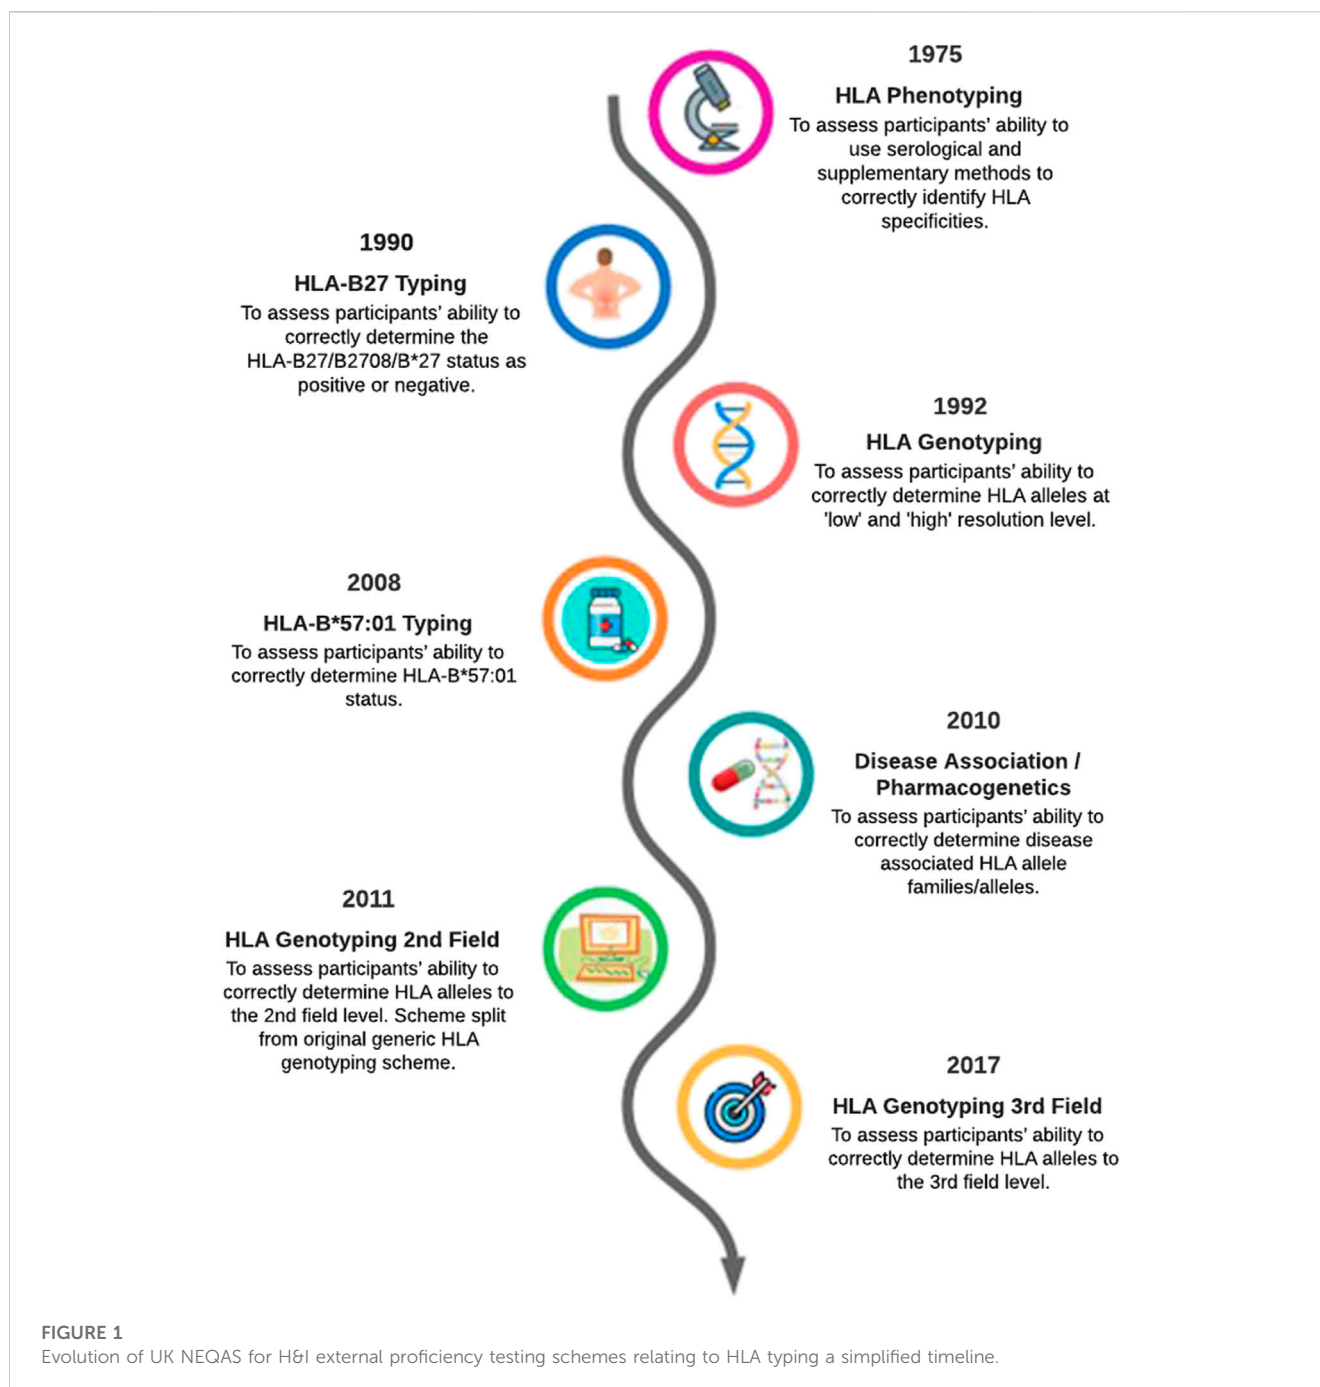 1975
HLA Phenotyping
To assess participants' ability to
use serological and
supplementary methods to
correctly identify HLA
specificities.
1990
HLA-B27 Typing
To assess participants' ability to
correctly determine the
HLA-B27/B2708/B*27 status as
positive or negative.
1992
HLA Genotyping
To assess participants' ability to
correctly determine HLA alleles at
'low' and 'high' resolution level.
2008
HLA-B*57:01 Typing
To assess participants' ability to
correctly determine HLA-B*57:01
status.
2010
Disease Association /
Pharmacogenetics
To assess participants' ability to
correctly determine disease
associated HLA allele
families/alleles.
2011
HLA Genotyping 2nd Field
To assess participants' ability to
correctly determine HLA alleles to
the 2nd field level. Scheme split
from original generic HLA
genotyping scheme.
2017
HLA Genotyping 3rd Field
To assess participants' ability to
correctly determine HLA alleles to
the 3rd field level.
FIGURE 1
Evolution of UK NEQAS for H&I external proficiency testing schemes relating to HLA typing a simplified timeline.